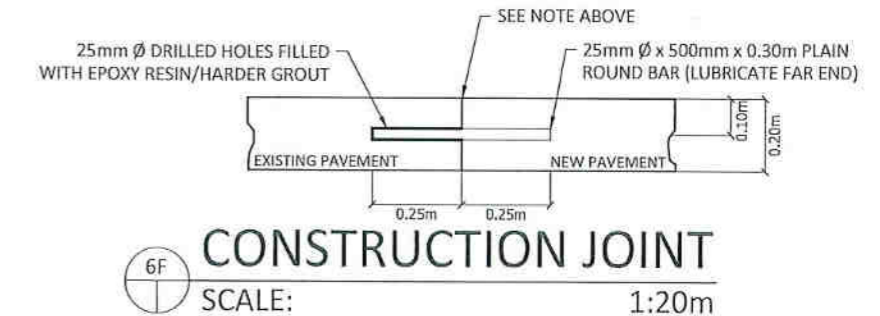 SEE NOTE ABOVE
25mm Ø DRILLED HOLES FILLED
WITH EPOXY RESIN/HARDER GROUT
25mm Ø x 500mm x 0.30m PLAIN
ROUND BAR (LUBRICATE FAR END)
0.10m
0.20m
EXISTING PAVEMENT
NEW PAVEMENT
0.25m
0.25m
6F
CONSTRUCTION JOINT
SCALE:
1:20m